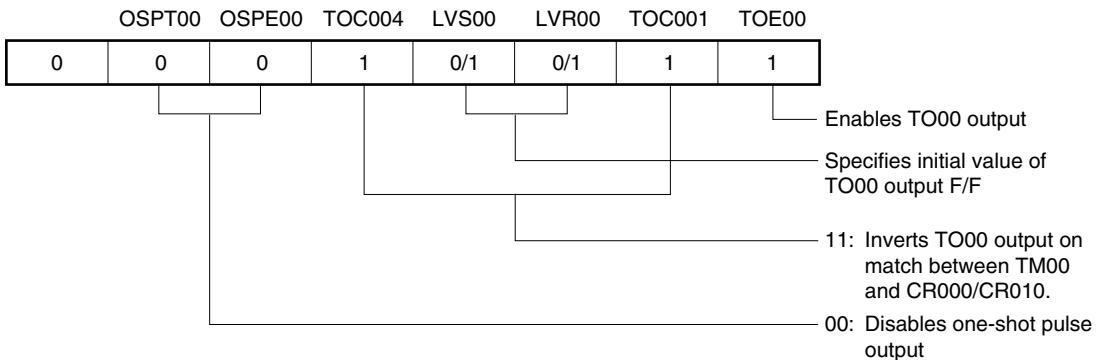 OSPT00 OSPE00 TOC004 LVS00 LVR00 TOC001 TOE00
0 0 0 1 0/1 0/1 1 1
Enables TO00 output
Specifies initial value of
TO00 output F/F
11: Inverts TO00 output on
match between TM00
and CR000/CR010.
00: Disables one-shot pulse
output